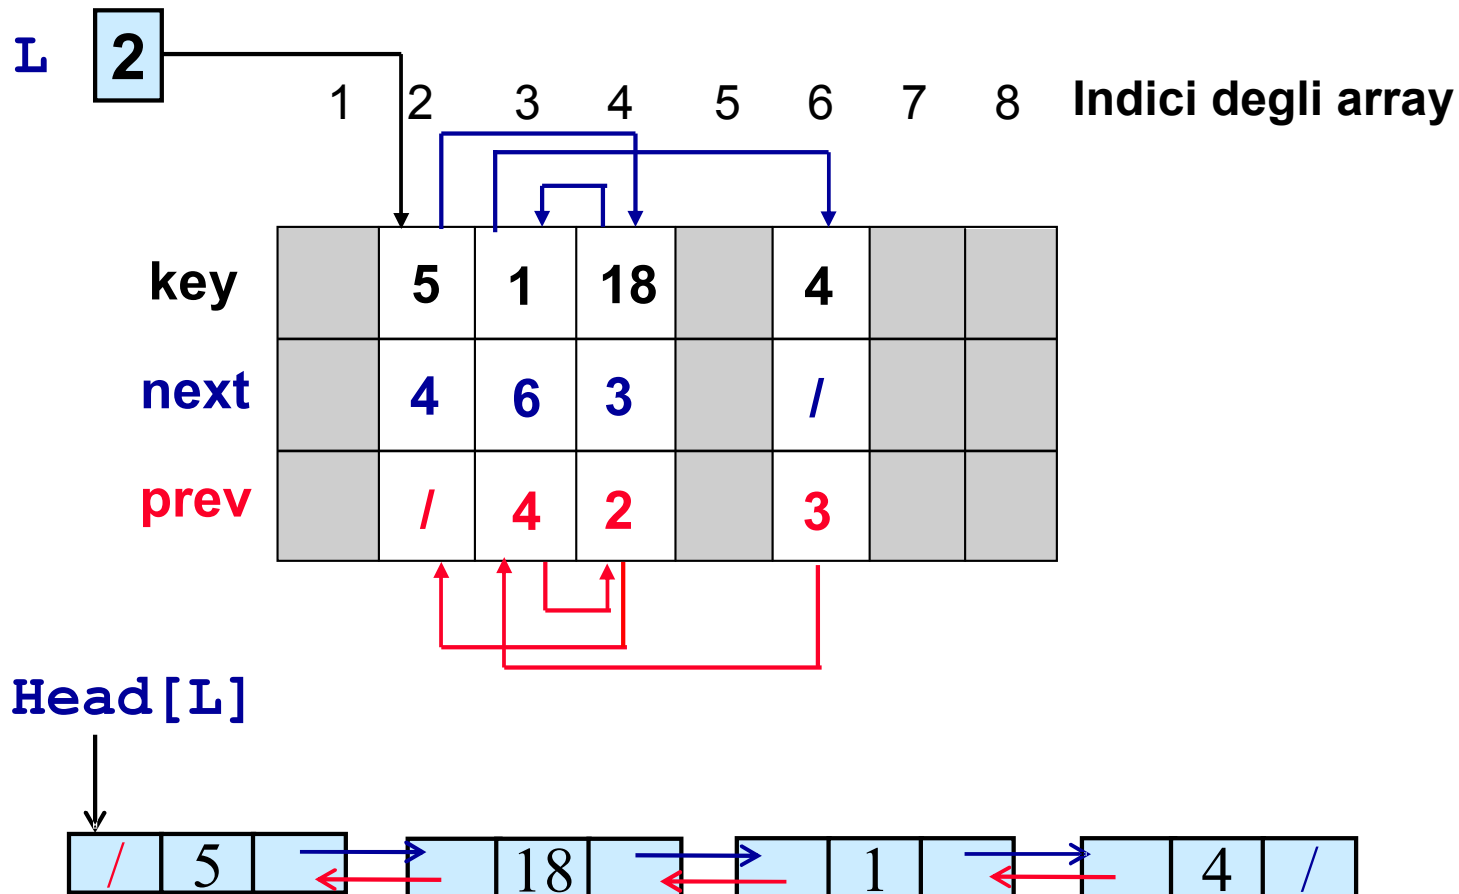 L 2
1 2 3 4 5 6 7 8 Indici degli array
key 5 1 18 4
next 4 6 3 /
prev / 4 2 3
Head[L]
/ 5 18 1 4 /